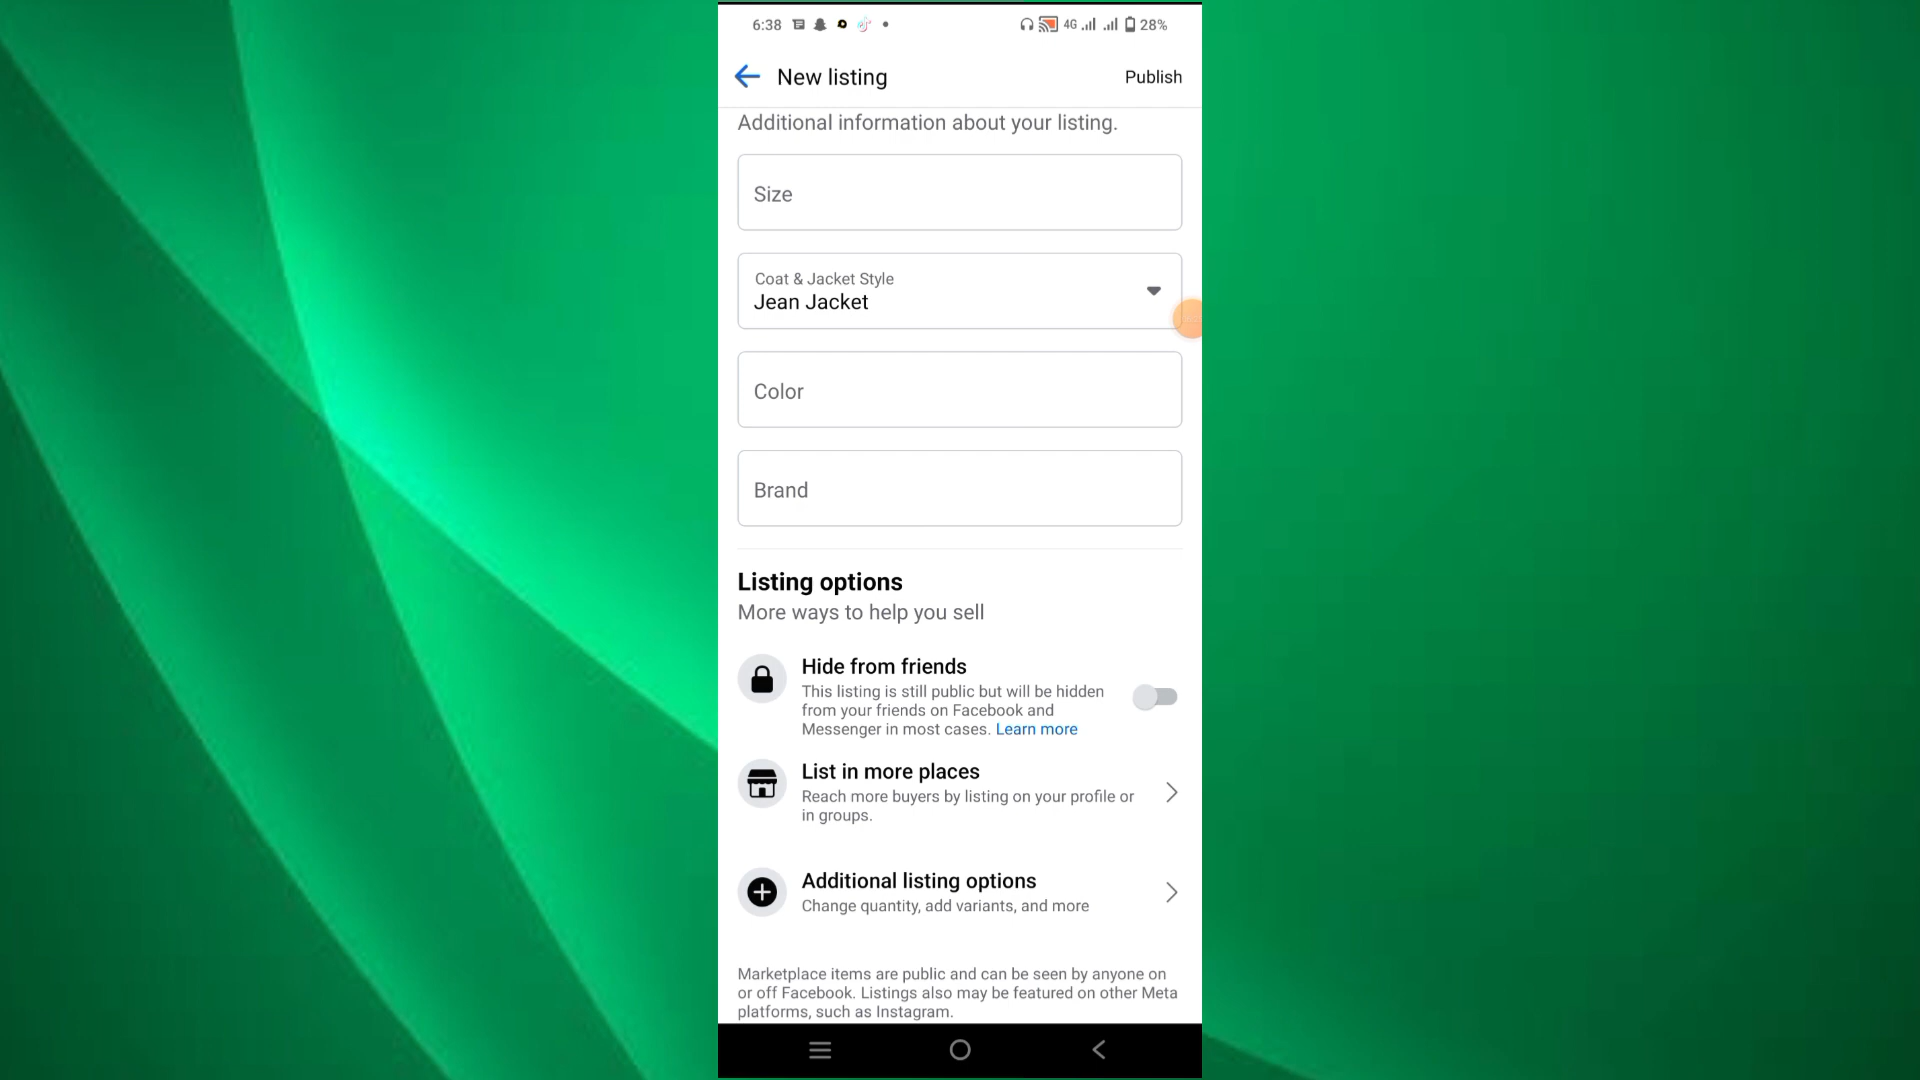 6:38
4G
28%
New listing
Publish
Additional information about your listing.
Size
Coat & Jacket Style
Jean Jacket
Color
Brand
Listing options
More ways to help you sell
Hide from friends
This listing is still public but will be hidden
from your friends on Facebook and
Messenger in most cases. Learn more
List in more places
Reach more buyers by listing on your profile or
in groups.
Additional listing options
Change quantity, add variants, and more
Marketplace items are public and can be seen by anyone on
or off Facebook. Listings also may be featured on other Meta
platforms, such as Instagram.